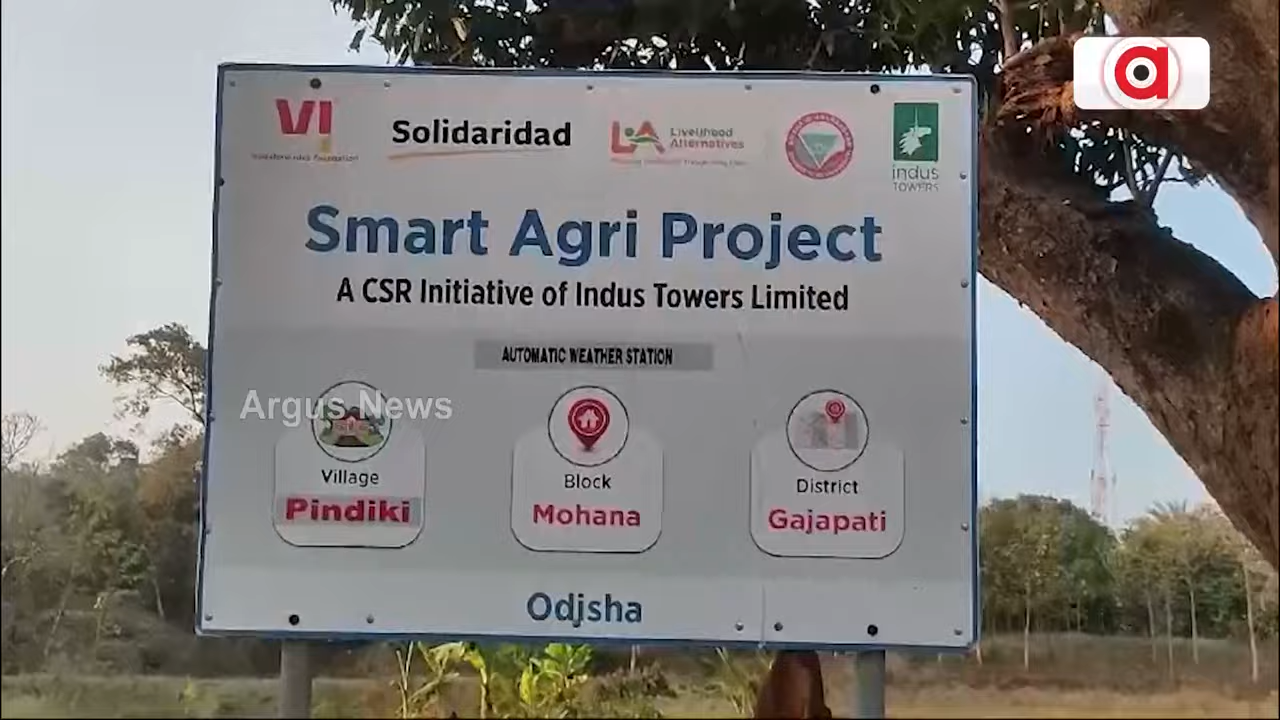 VI
Solidaridad
LA Livelihood
Alternatives
indus
TOWERS
Smart Agri Project
A CSR Initiative of Indus Towers Limited
AUTOMATIC WEATHER STATION
Argus News
Village
Pindiki
Block
Mohana
District
Gajapati
Odisha